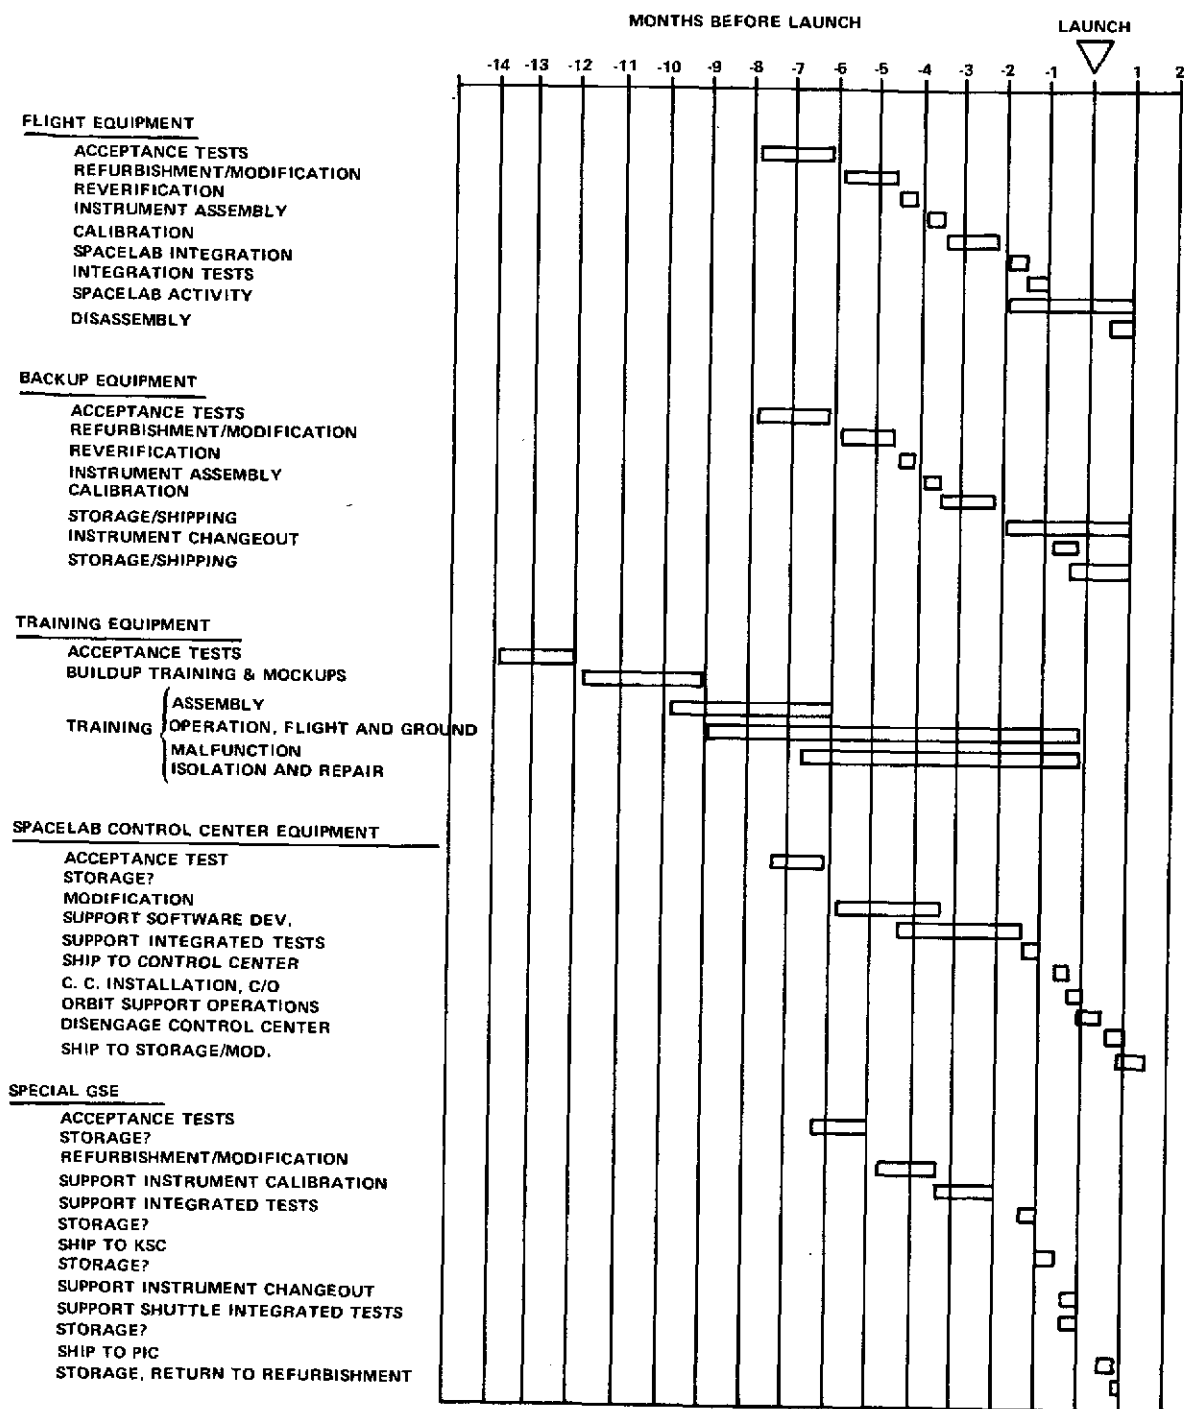 MONTHS BEFORE LAUNCH
LAUNCH
-14 -13 -12 -11 -10 -9 -8 -7 -6 -5 -4 -3 -2 -1 1 2
FLIGHT EQUIPMENT
ACCEPTANCE TESTS
REFURBISHMENT/MODIFICATION
REVERIFICATION
INSTRUMENT ASSEMBLY
CALIBRATION
SPACELAB INTEGRATION
INTEGRATION TESTS
SPACELAB ACTIVITY
DISASSEMBLY
BACKUP EQUIPMENT
ACCEPTANCE TESTS
REFURBISHMENT/MODIFICATION
REVERIFICATION
INSTRUMENT ASSEMBLY
CALIBRATION
STORAGE/SHIPPING
INSTRUMENT CHANGEOUT
STORAGE/SHIPPING
TRAINING EQUIPMENT
ACCEPTANCE TESTS
BUILDUP TRAINING & MOCKUPS
TRAINING
ASSEMBLY
OPERATION, FLIGHT AND GROUND
MALFUNCTION
ISOLATION AND REPAIR
SPACELAB CONTROL CENTER EQUIPMENT
ACCEPTANCE TEST
STORAGE?
MODIFICATION
SUPPORT SOFTWARE DEV.
SUPPORT INTEGRATED TESTS
SHIP TO CONTROL CENTER
C. C. INSTALLATION, C/O
ORBIT SUPPORT OPERATIONS
DISENGAGE CONTROL CENTER
SHIP TO STORAGE/MOD.
SPECIAL GSE
ACCEPTANCE TESTS
STORAGE?
REFURBISHMENT/MODIFICATION
SUPPORT INSTRUMENT CALIBRATION
SUPPORT INTEGRATED TESTS
STORAGE?
SHIP TO KSC
STORAGE?
SUPPORT INSTRUMENT CHANGEOUT
SUPPORT SHUTTLE INTEGRATED TESTS
STORAGE?
SHIP TO PIC
STORAGE, RETURN TO REFURBISHMENT